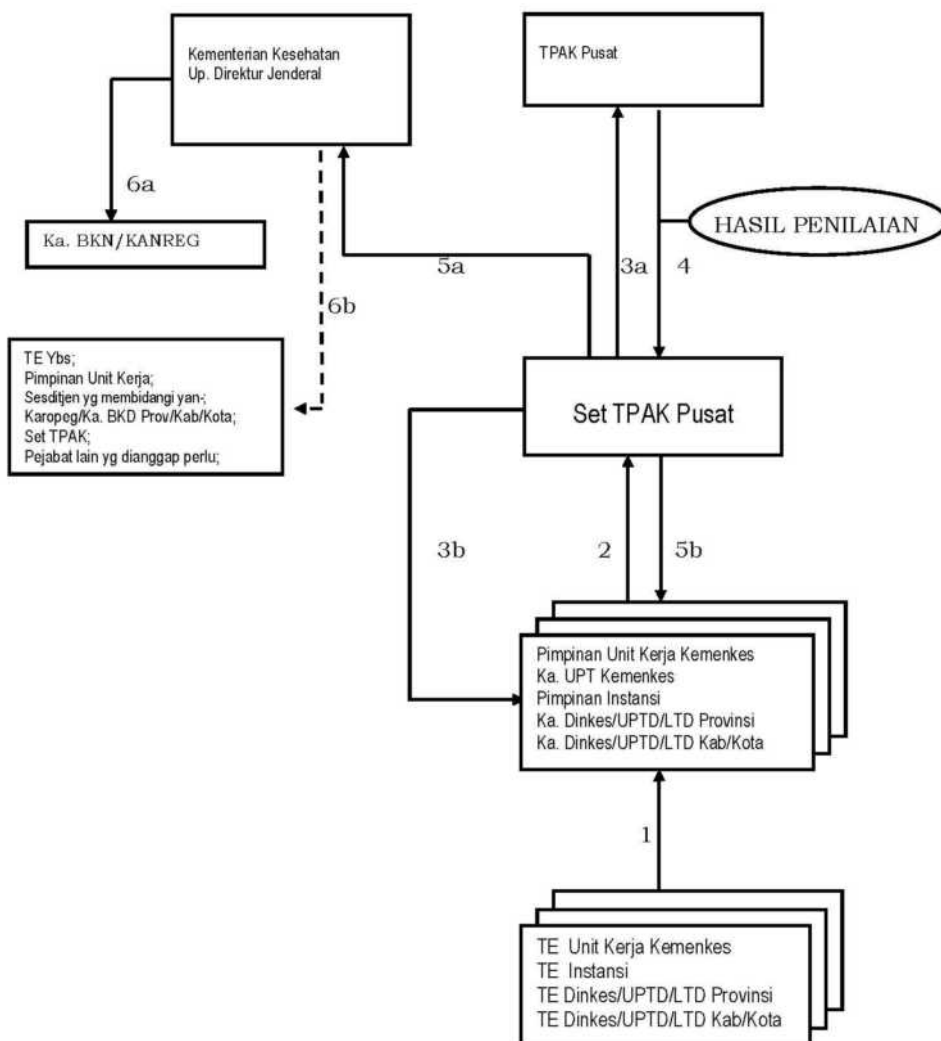 Kementerian Kesehatan
Up. Direktur Jenderal
TPAK Pusat
6a
Ka. BKN/KANREG
HASIL PENILAIAN
5a
3a
4
6b
TE Ybs;
Pimpinan Unit Kerja;
Sesditjen yg membidangi yan-;
Karopeg/Ka. BKD Prov/Kab/Kota;
Set TPAK;
Pejabat lain yg dianggap perlu;
Set TPAK Pusat
3b
2
5b
Pimpinan Unit Kerja Kemenkes
Ka. UPT Kemenkes
Pimpinan Instansi
Ka. Dinkes/UPTD/LTD Provinsi
Ka. Dinkes/UPTD/LTD Kab/Kota
1
TE Unit Kerja Kemenkes
TE Instansi
TE Dinkes/UPTD/LTD Provinsi
TE Dinkes/UPTD/LTD Kab/Kota